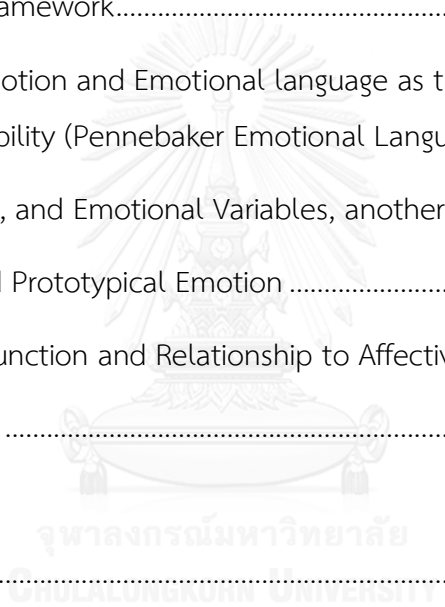 ramework..........................................
otion and Emotional language as t
bility (Pennebaker Emotional Langu
, and Emotional Variables, another
Prototypical Emotion ......................
unction and Relationship to Affectiv
..........................................................
จุฬาลงกรณ์มหาวิทยาลัย
..........................................................
CHULALONGKORN UNIVERSITY